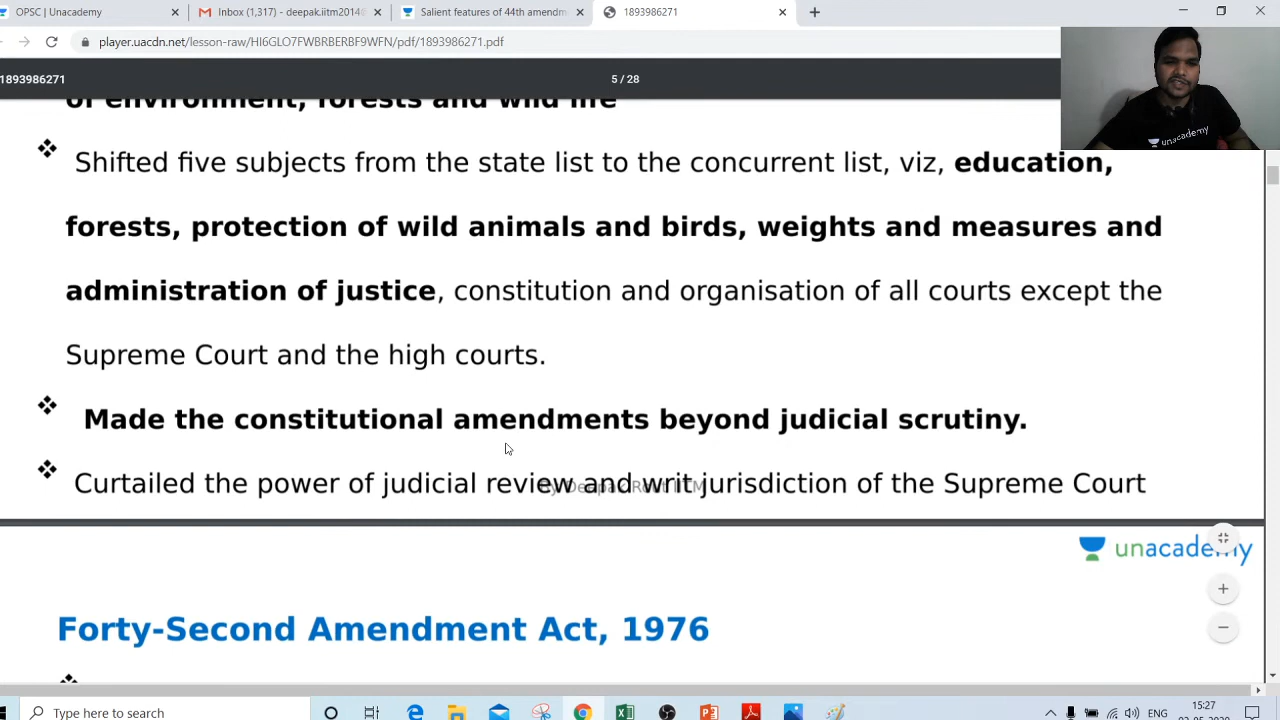 OPSC | Unacademy
Inbox (1,317) - deepak.iitm2014@
Salient features of 44th amendm
1893986271
player.uacdn.net/lesson-raw/HI6GLO7FWBRBERBF9WFN/pdf/1893986271.pdf
1893986271
5 / 28
of environment, forests and wild life
❖ Shifted five subjects from the state list to the concurrent list, viz, education,
forests, protection of wild animals and birds, weights and measures and
administration of justice, constitution and organisation of all courts except the
Supreme Court and the high courts.
❖ Made the constitutional amendments beyond judicial scrutiny.
❖ Curtailed the power of judicial review and writ jurisdiction of the Supreme Court
unacademy
unacademy
Forty-Second Amendment Act, 1976
Type here to search
15:27
ENG
02-05-2020